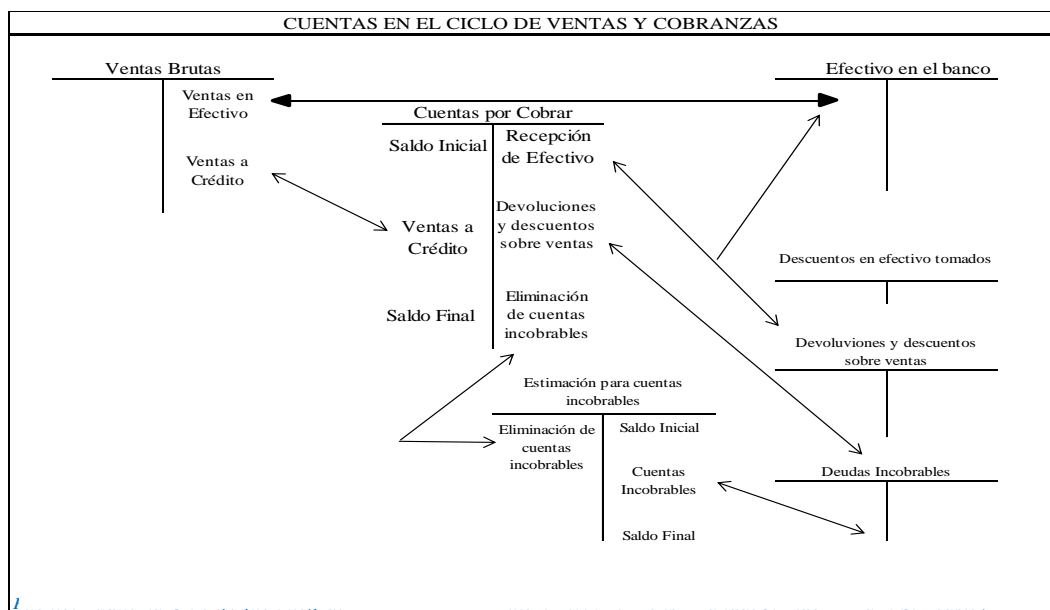 CUENTAS EN EL CICLO DE VENTAS Y COBRANZAS
Ventas Brutas
Ventas en
Efectivo
Ventas a
Crédito
Cuentas por Cobrar
Saldo Inicial
Ventas a
Crédito
Saldo Final
Recepción
de Efectivo
Devoluciones
y descuentos
sobre ventas
Eliminación
de cuentas
incobrables
Efectivo en el banco
Descuentos en efectivo tomados
Devoluviones y descuentos
sobre ventas
Estimación para cuentas
incobrables
Eliminación de
cuentas
incobrables
Saldo Inicial
Cuentas
Incobrables
Saldo Final
Deudas Incobrables